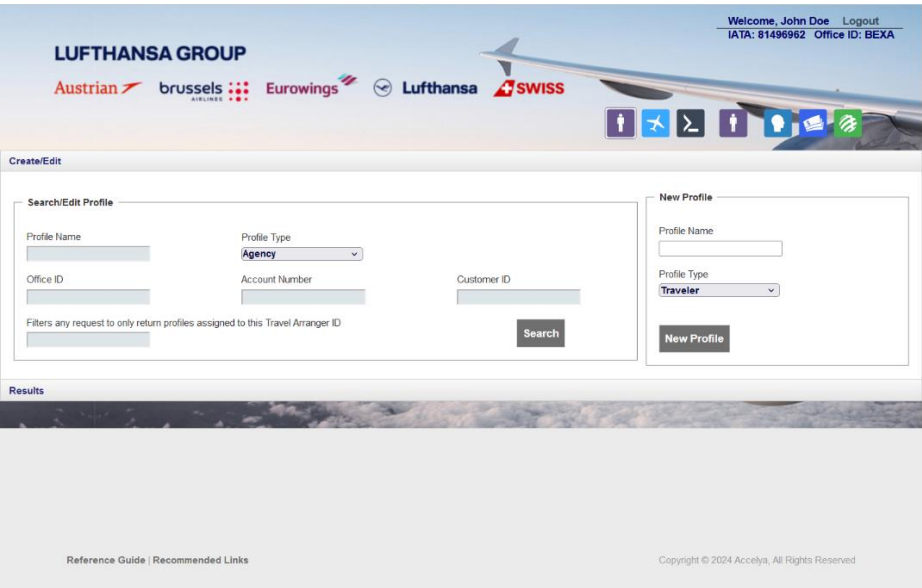 Welcome, John Doe Logout
IATA: 81496962 Office ID: BEXA
LUFTHANSA GROUP
Austrian brussels AIRLINES Eurowings Lufthansa SWISS
Create/Edit
Search/Edit Profile
Profile Name
Profile Type
Agency
Office ID
Account Number
Customer ID
Filters any request to only return profiles assigned to this Travel Arranger ID
Search
New Profile
Profile Name
Profile Type
Traveler
New Profile
Results
Reference Guide | Recommended Links
Copyright © 2024 Accelya, All Rights Reserved